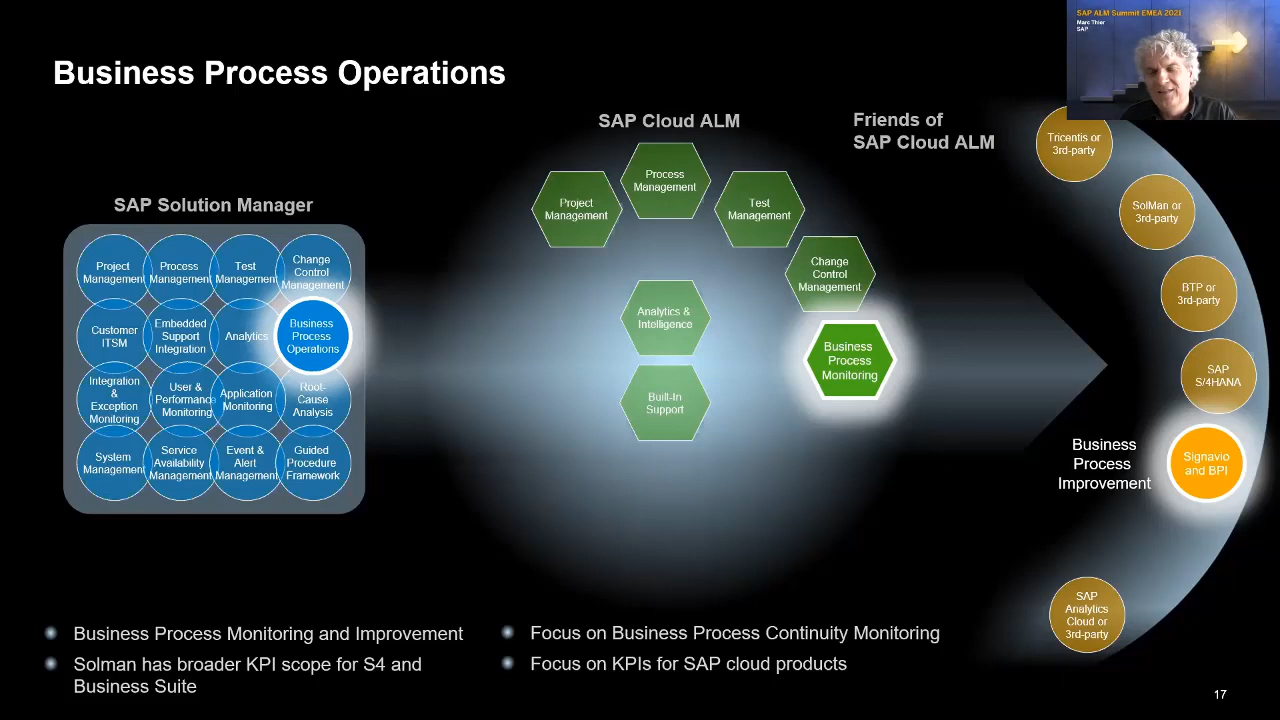 SAP ALM Summit EMEA 2021
Marc Thier
SAP
Business Process Operations
SAP Solution Manager
Project
Management
Process
Management
Test
Management
Change
Control
Management
Customer
ITSM
Embedded
Support
Integration
Analytics
Business
Process
Operations
Integration
&
Exception
Monitoring
User &
Performance
Monitoring
Application
Monitoring
Root-
Cause
Analysis
System
Management
Service
Availability
Management
Event &
Alert
Management
Guided
Procedure
Framework
SAP Cloud ALM
Project
Management
Process
Management
Test
Management
Change
Control
Management
Analytics &
Intelligence
Business
Process
Monitoring
Built-In
Support
Friends of
SAP Cloud ALM
Tricentis or
3rd-party
SolMan or
3rd-party
BTP or
3rd-party
SAP
S/4HANA
Business
Process
Improvement
Signavio
and BPI
SAP
Analytics
Cloud or
3rd-party
Business Process Monitoring and Improvement
Solman has broader KPI scope for S4 and
Business Suite
Focus on Business Process Continuity Monitoring
Focus on KPIs for SAP cloud products
17